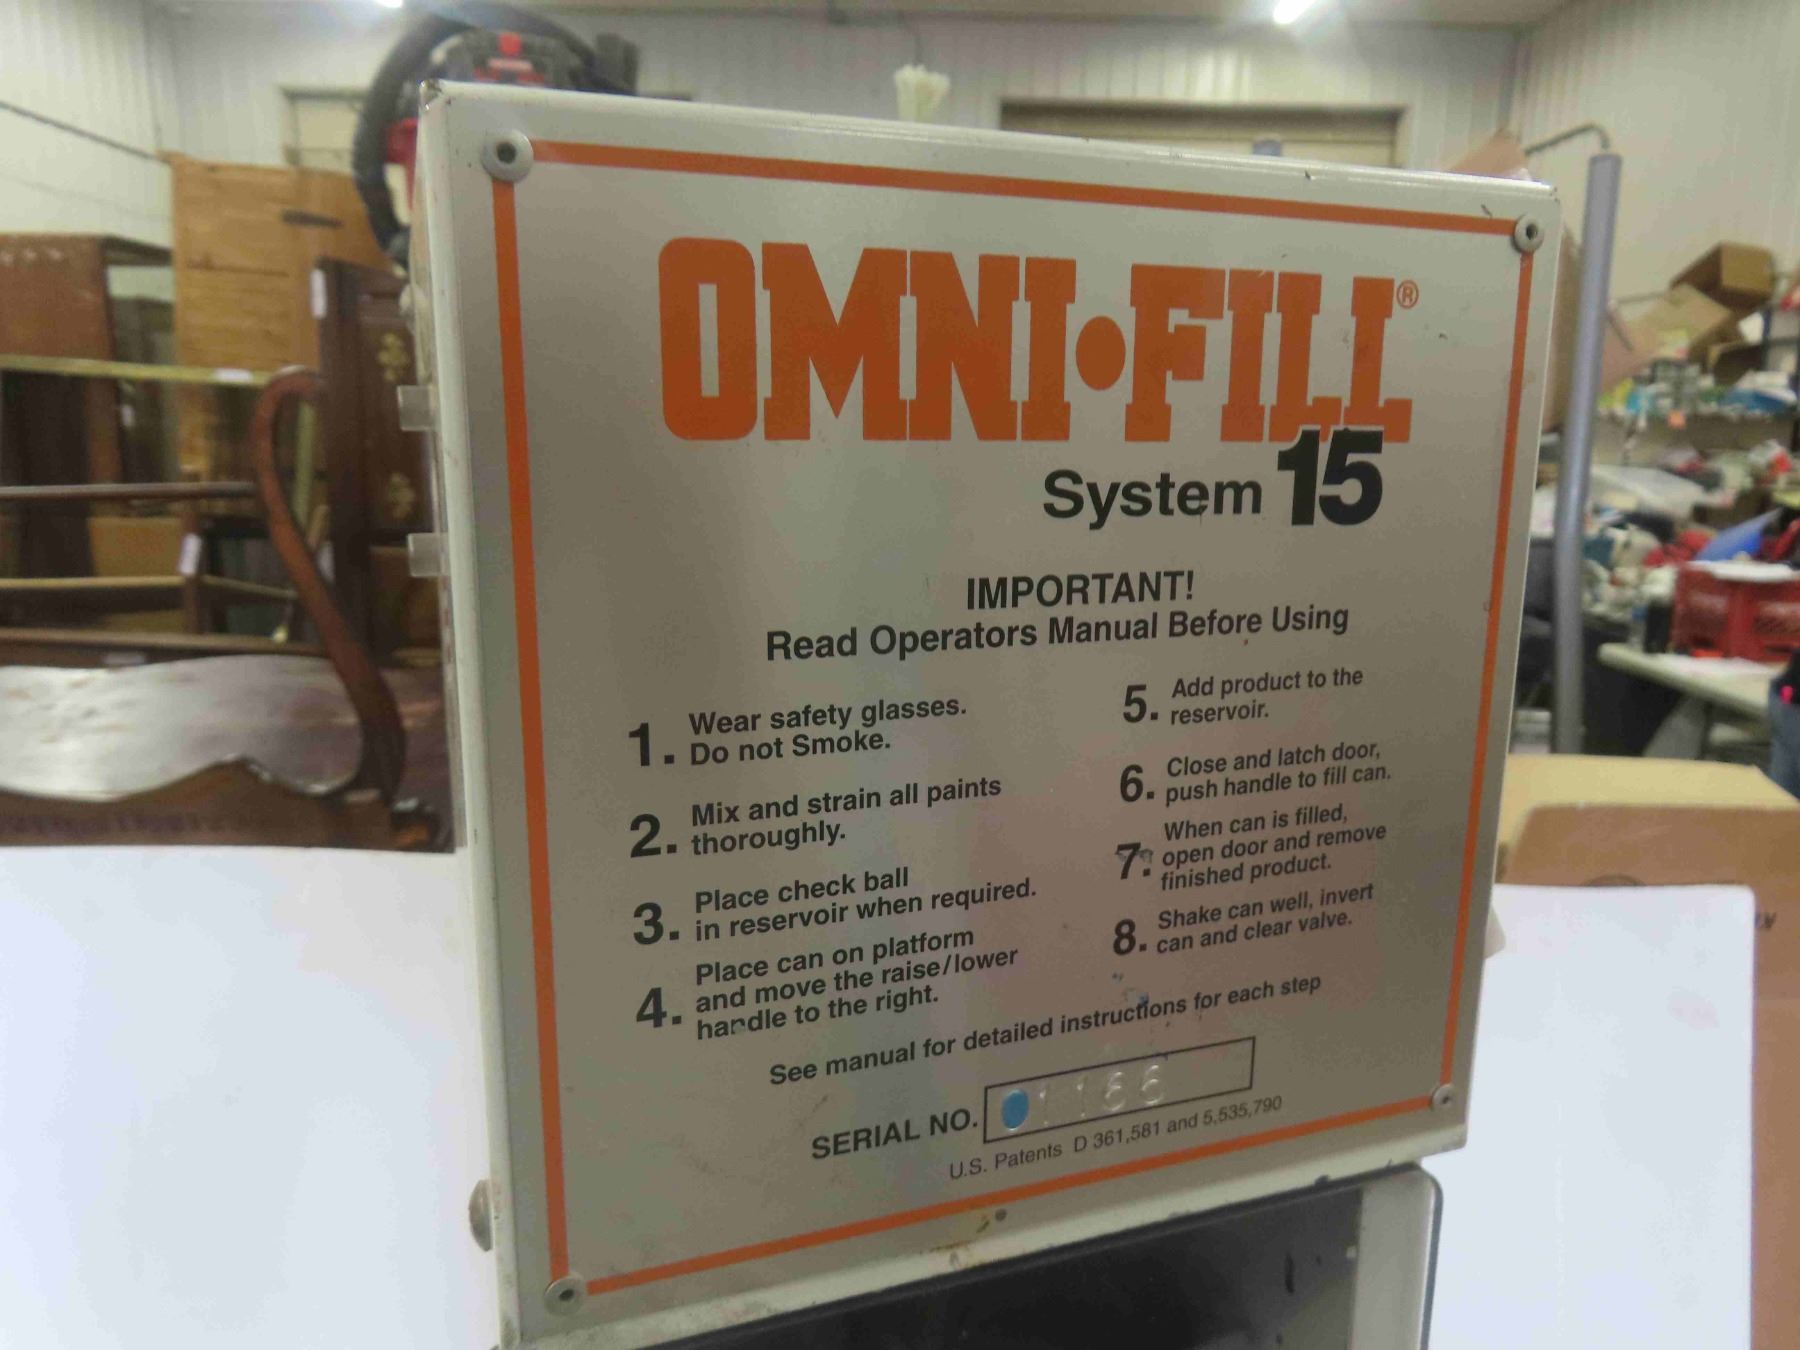 OMNI•FILL®
System 15
IMPORTANT!
Read Operators Manual Before Using
1. Wear safety glasses.
Do not Smoke.
2. Mix and strain all paints
thoroughly.
3. Place check ball
in reservoir when required.
4. Place can on platform
and move the raise/lower
handle to the right.
5. Add product to the
reservoir.
6. Close and latch door,
push handle to fill can.
7. When can is filled,
open door and remove
finished product.
8. Shake can well, invert
can and clear valve.
See manual for detailed instructions for each step
SERIAL NO. 1166
U.S. Patents D 361,581 and 5,535,790